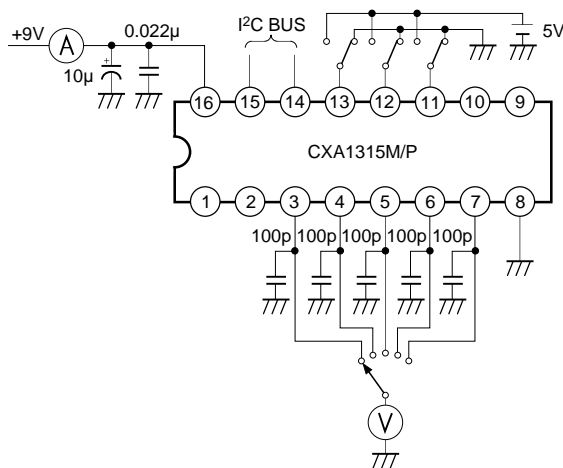 +9V
A
0.022μ
10μ
+
I²C BUS
5V
16 15 14 13 12 11 10 9
CXA1315M/P
1 2 3 4 5 6 7 8
100p 100p 100p 100p 100p
V